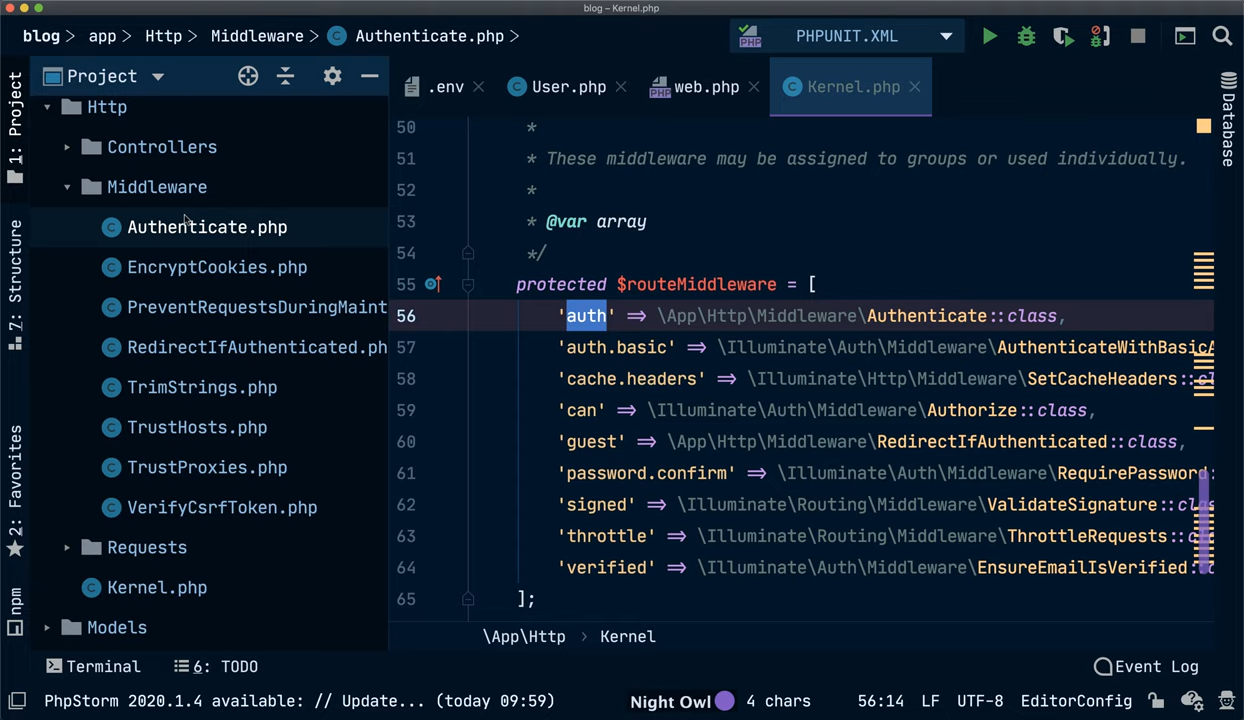 blog – Kernel.php
blog > app > Http > Middleware > Authenticate.php >
PHPUNIT.XML
Project
.env
User.php
web.php
Kernel.php
1: Project
7: Structure
2: Favorites
npm
Database
Http
Controllers
Middleware
Authenticate.php
EncryptCookies.php
PreventRequestsDuringMaint
RedirectIfAuthenticated.ph
TrimStrings.php
TrustHosts.php
TrustProxies.php
VerifyCsrfToken.php
Requests
Kernel.php
Models
50 *
51 * These middleware may be assigned to groups or used individually.
52 *
53 * @var array
54 */
55 protected $routeMiddleware = [
56 'auth' => \App\Http\Middleware\Authenticate::class,
57 'auth.basic' => \Illuminate\Auth\Middleware\AuthenticateWithBasicA
58 'cache.headers' => \Illuminate\Http\Middleware\SetCacheHeaders::cl
59 'can' => \Illuminate\Auth\Middleware\Authorize::class,
60 'guest' => \App\Http\Middleware\RedirectIfAuthenticated::class,
61 'password.confirm' => \Illuminate\Auth\Middleware\RequirePassword:
62 'signed' => \Illuminate\Routing\Middleware\ValidateSignature::clas
63 'throttle' => \Illuminate\Routing\Middleware\ThrottleRequests::cl
64 'verified' => \Illuminate\Auth\Middleware\EnsureEmailIsVerified::
65 ];
\App\Http > Kernel
Terminal
6: TODO
Event Log
PhpStorm 2020.1.4 available: // Update... (today 09:59)
Night Owl
4 chars
56:14
LF
UTF-8
EditorConfig